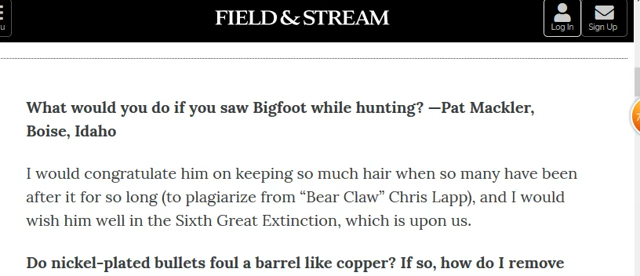 FIELD & STREAM
u
Log In
Sign Up
What would you do if you saw Bigfoot while hunting? —Pat Mackler,
Boise, Idaho
I would congratulate him on keeping so much hair when so many have been
after it for so long (to plagiarize from “Bear Claw” Chris Lapp), and I would
wish him well in the Sixth Great Extinction, which is upon us.
Do nickel-plated bullets foul a barrel like copper? If so, how do I remove